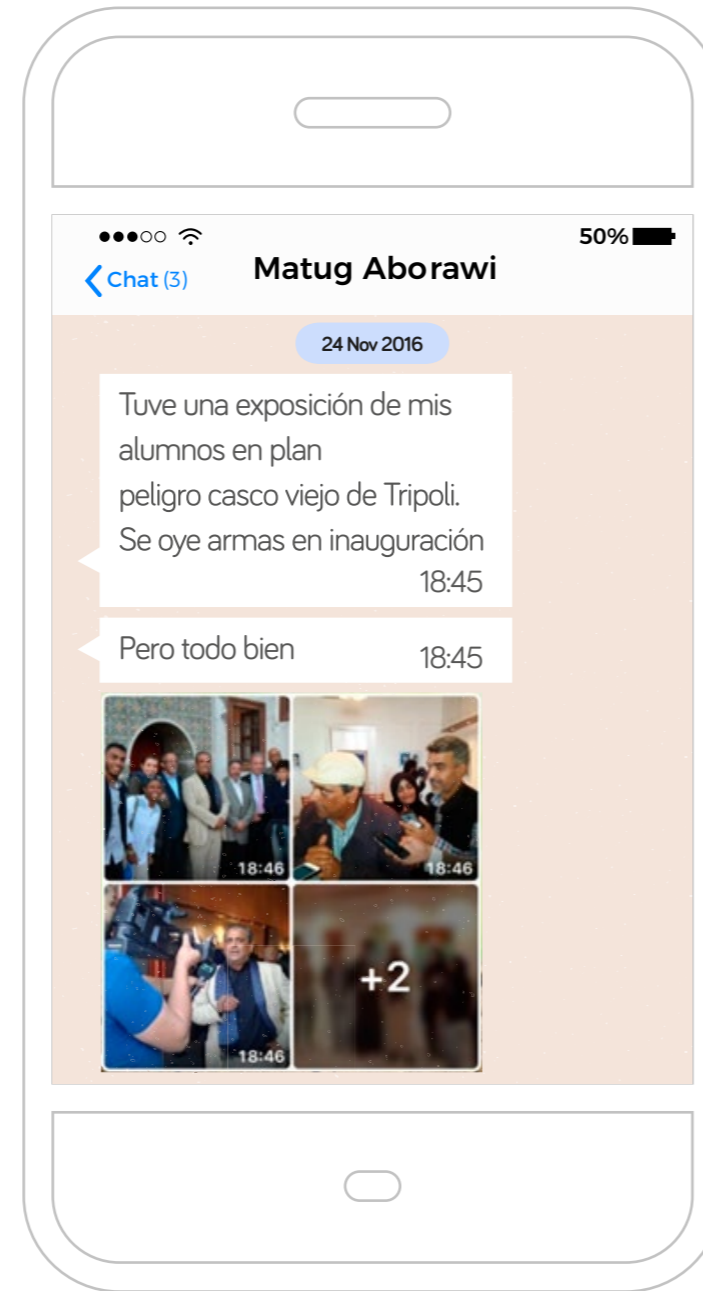 50%
Chat (3)
Matug Aborawi
24 Nov 2016
Tuve una exposición de mis
alumnos en plan
peligro casco viejo de Tripoli.
Se oye armas en inauguración
18:45
Pero todo bien 18:45
18:46
18:46
18:46
+2